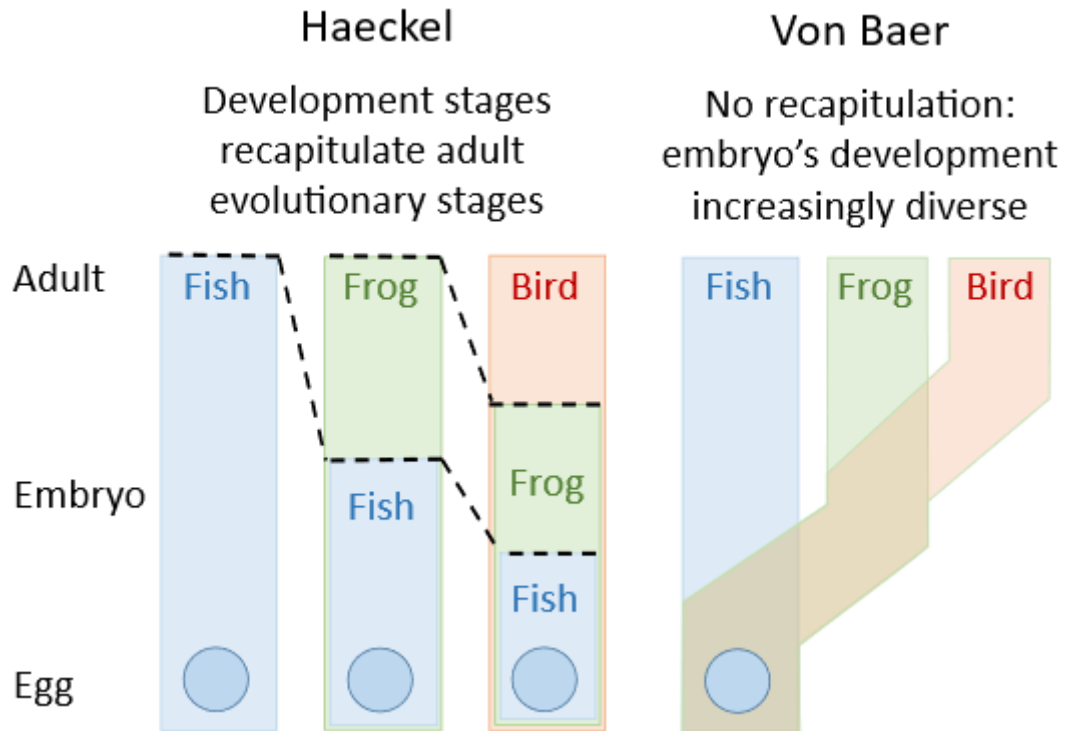 Haeckel
Von Baer
Development stages
recapitulate adult
evolutionary stages
No recapitulation:
embryo's development
increasingly diverse
Adult
Fish
Frog
Bird
Fish
Frog
Bird
Embryo
Fish
Frog
Fish
Egg